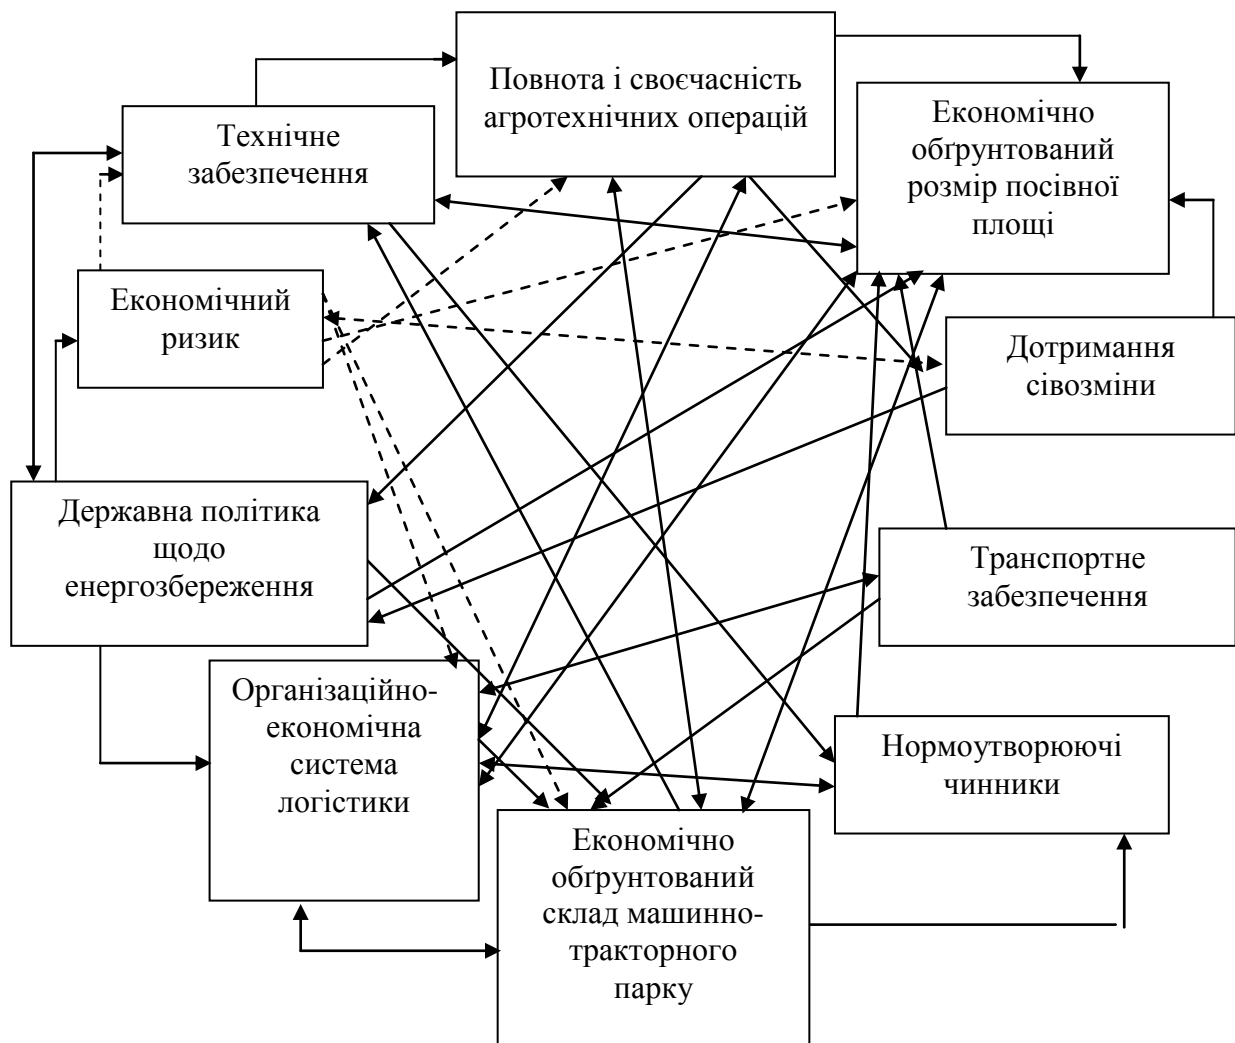 Повнота і своєчасність
агротехнічних операцій
Технічне
забезпечення
Економічно
обґрунтований
розмір посівної
площі
Економічний
ризик
Дотримання
сівозміни
Державна політика
щодо
енергозбереження
Транспортне
забезпечення
Організаційно-
економічна
система
логістики
Нормоутворюючі
чинники
Економічно
обґрунтований
склад машинно-
тракторного
парку